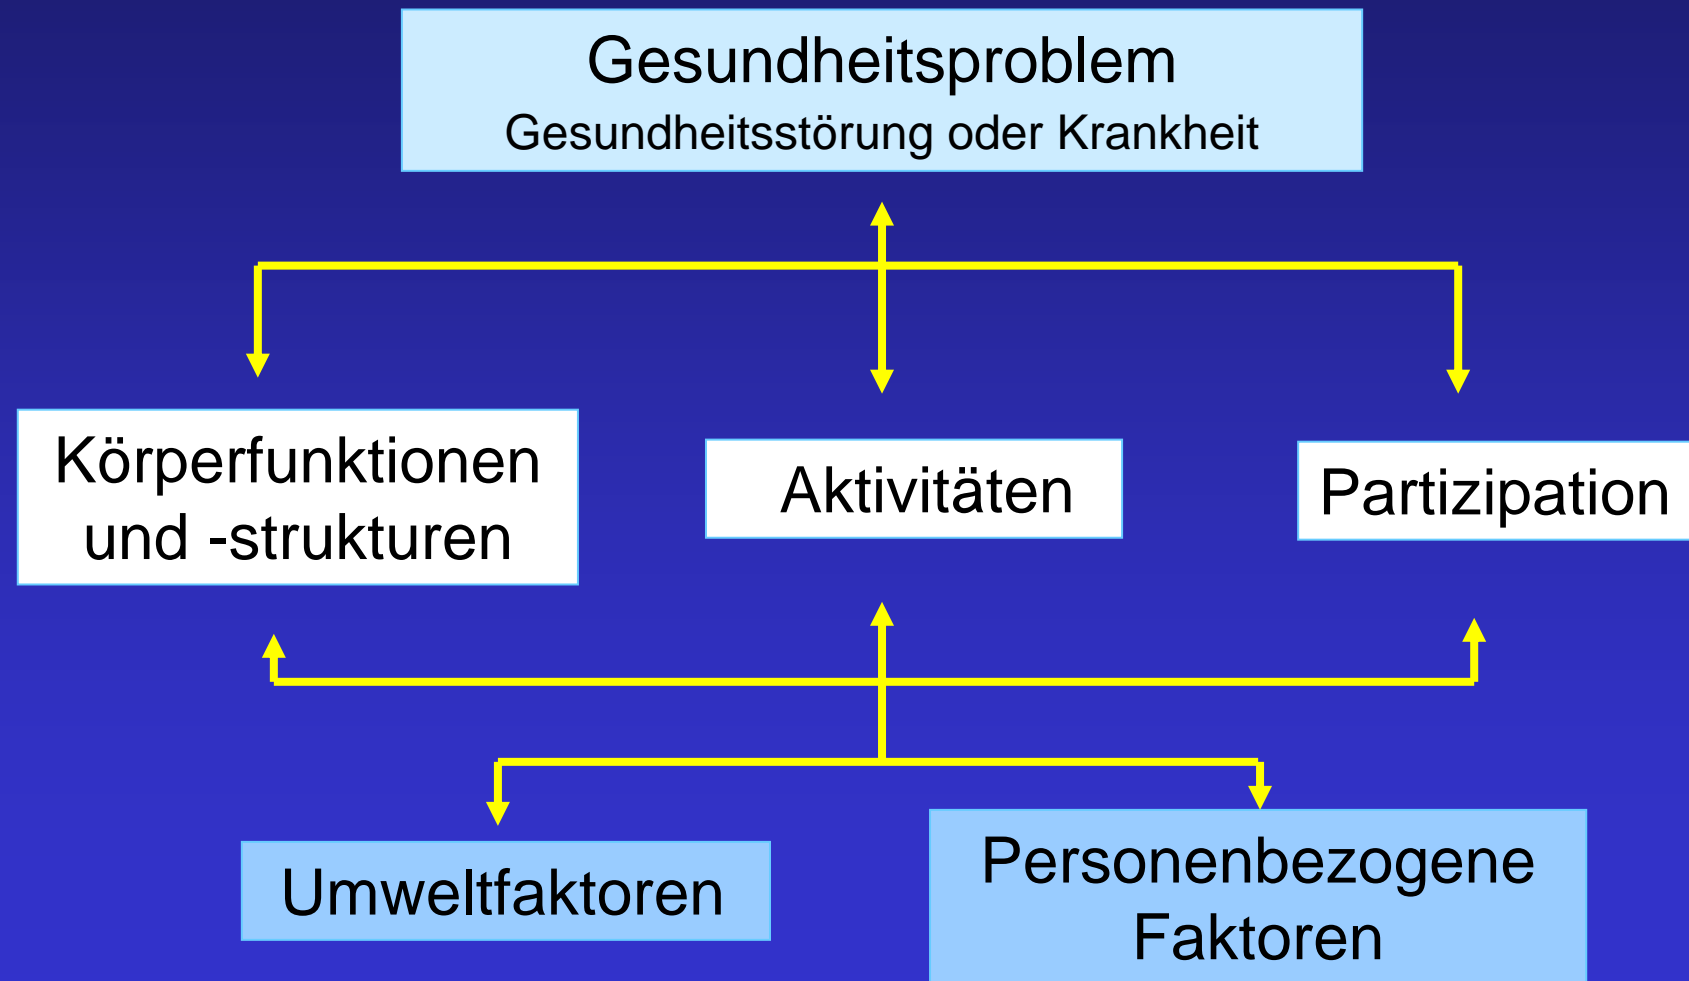 Gesundheitsproblem
Gesundheitsstörung oder Krankheit
Körperfunktionen
und -strukturen
Aktivitäten
Partizipation
Umweltfaktoren
Personenbezogene
Faktoren